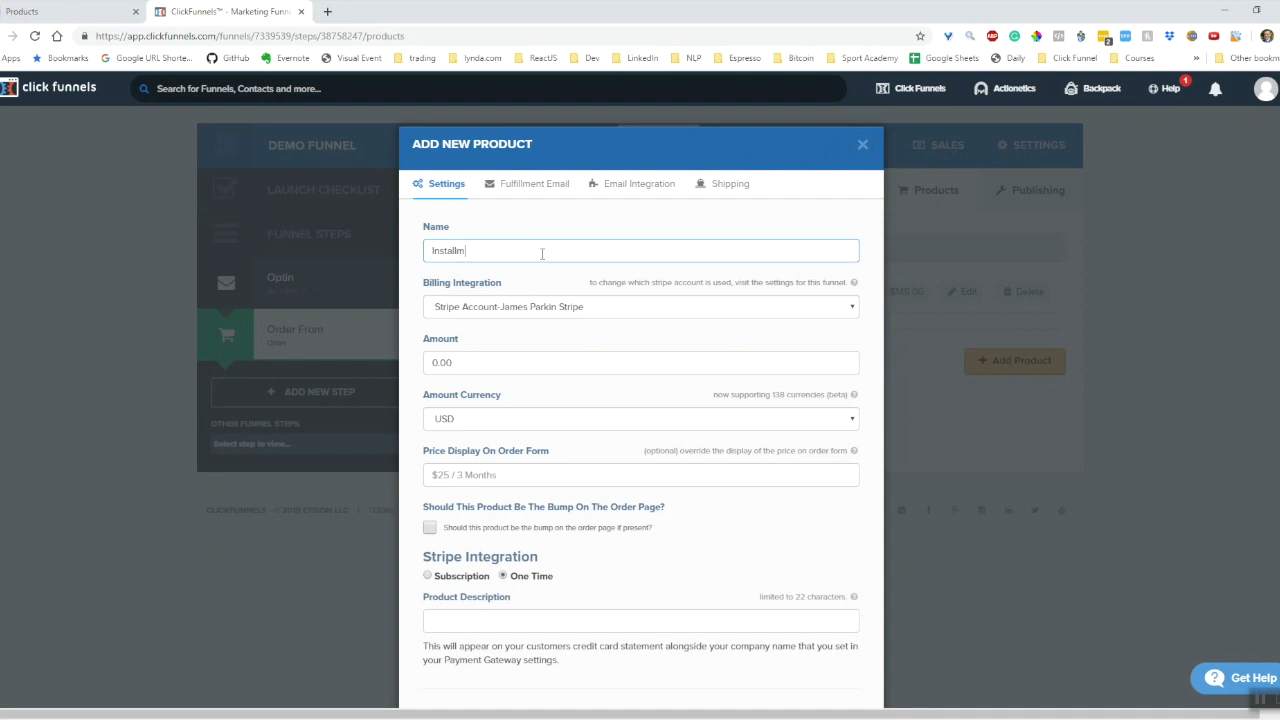 Products
ClickFunnels™ - Marketing Funn
https://app.clickfunnels.com/funnels/7339539/steps/38758247/products
Apps Bookmarks Google URL Shorte... GitHub Evernote Visual Event Trading lynda.com ReactJS Dev LinkedIn NLP Espresso Bitcoin Sport Academy Google Sheets Daily Click Funnel Courses » Other bookm
click funnels
Search for Funnels, Contacts and more...
Click Funnels Actionetics Backpack Help 1
DEMO FUNNEL
SALES SETTINGS
LAUNCH CHECKLIST
Products Publishing
FUNNEL STEPS
Optin
$149.06 Edit Delete
Order From
Order
+ Add Product
+ ADD NEW STEP
OTHER FUNNEL STEPS
Select step to view...
CLICKFUNNELS - © 2019 ETISON LLC | TERMS
ADD NEW PRODUCT
Settings Fulfillment Email Email Integration Shipping
Name
Installm
Billing Integration to change which stripe account is used, visit the settings for this funnel.
Stripe Account-James Parkin Stripe
Amount
0.00
Amount Currency now supporting 138 currencies (beta)
USD
Price Display On Order Form (optional) override the display of the price on order form
$25 / 3 Months
Should This Product Be The Bump On The Order Page?
Should this product be the bump on the order page if present?
Stripe Integration
Subscription One Time
Product Description limited to 22 characters.
This will appear on your customers credit card statement alongside your company name that you set in
your Payment Gateway settings.
Get Help